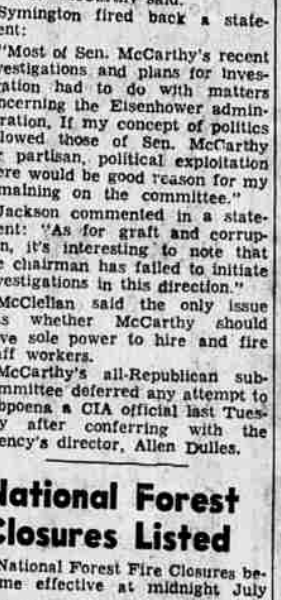 Symington fired back a state-
ent:
"Most of Sen. McCarthy's recent
vestigations and plans for inves-
ation had to do with matters
ncerning the Eisenhower admin-
ration. If my concept of politics
llowed those of Sen. McCarthy
partisan, political exploitation
ere would be good reason for my
maining on the committee."
Jackson commented in a state-
ent: "As for graft and corrup-
n, it's interesting to note that
e chairman has failed to initiate
vestigations in this direction."
McClellan said the only issue
s whether McCarthy should
ve sole power to hire and fire
aff workers.
McCarthy's all-Republican sub-
mmittee deferred any attempt to
bpoena a CIA official last Tues-
y after conferring with the
ency's director, Allen Dulles.
National Forest
Closures Listed
National Forest Fire Closures be-
me effective at midnight July